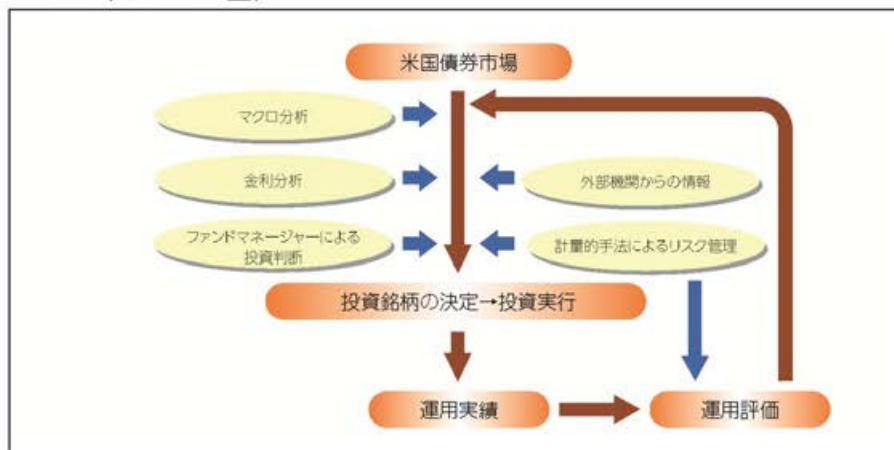 米国債券市場
マクロ分析
金利分析
外部機関からの情報
ファンドマネージャーによる
投資判断
計量的手法によるリスク管理
投資銘柄の決定→投資実行
運用実績
運用評価